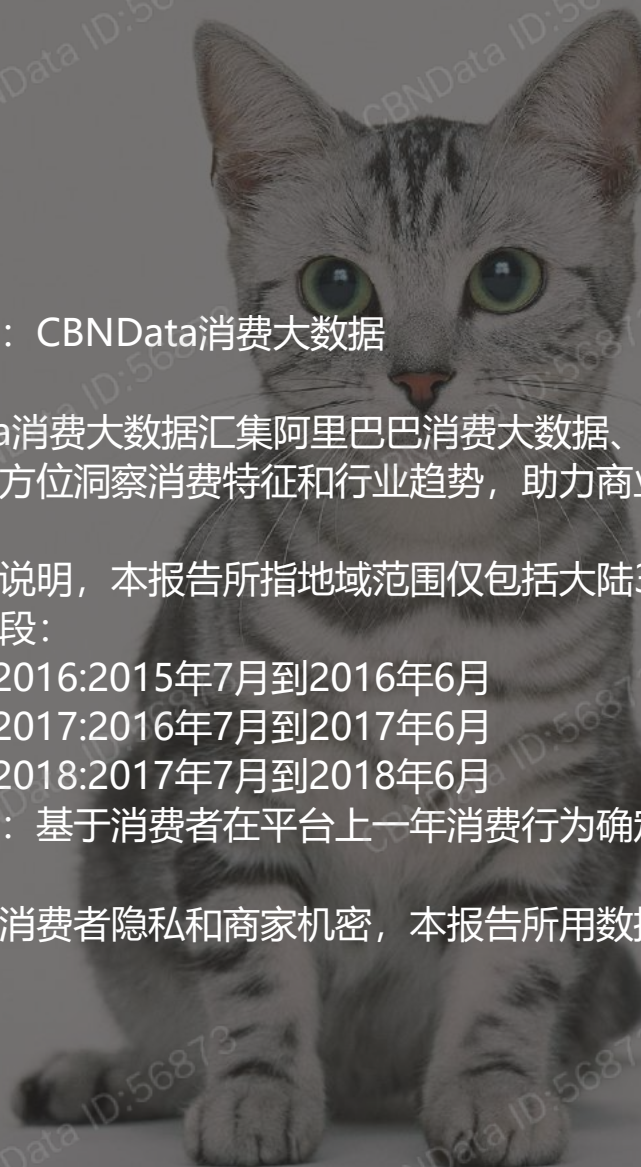 ：CBNData消费大数据
a消费大数据汇集阿里巴巴消费大数据、
方位洞察消费特征和行业趋势，助力商业
说明，本报告所指地域范围仅包括大陆3
段：
2016:2015年7月到2016年6月
2017:2016年7月到2017年6月
2018:2017年7月到2018年6月
：基于消费者在平台上一年消费行为确定
消费者隐私和商家机密，本报告所用数据